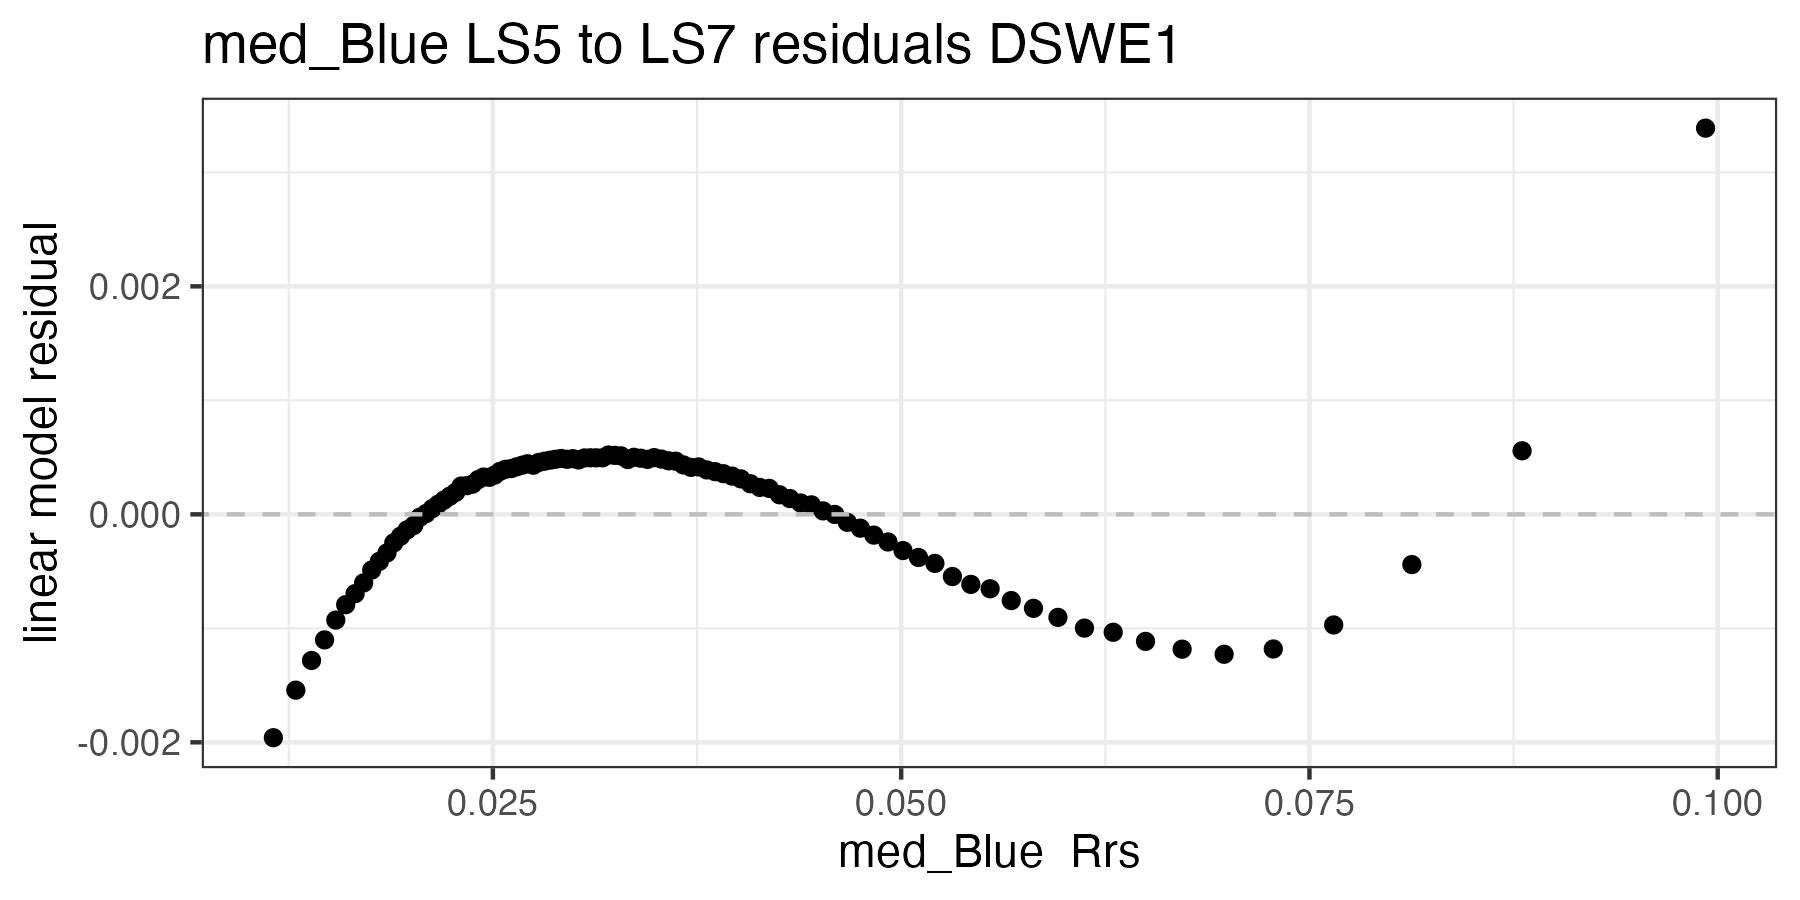 med_Blue LS5 to LS7 residuals DSWE1
linear model residual
0.002
0.000
-0.002
0.025 0.050 0.075 0.100
med_Blue  Rrs